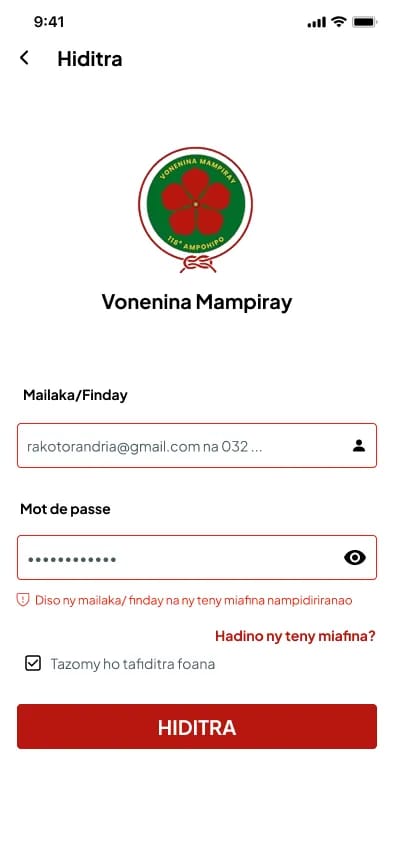 9:41
Hiditra
VONENINA MAMPIRAY
118° AMPOHIPO
Vonenina Mampiray
Mailaka/Finday
rakotorandria@gmail.com na 032 ...
Mot de passe
Diso ny mailaka/ finday na ny teny miafina nampidiriranao
Hadino ny teny miafina?
Tazomy ho tafiditra foana
HIDITRA